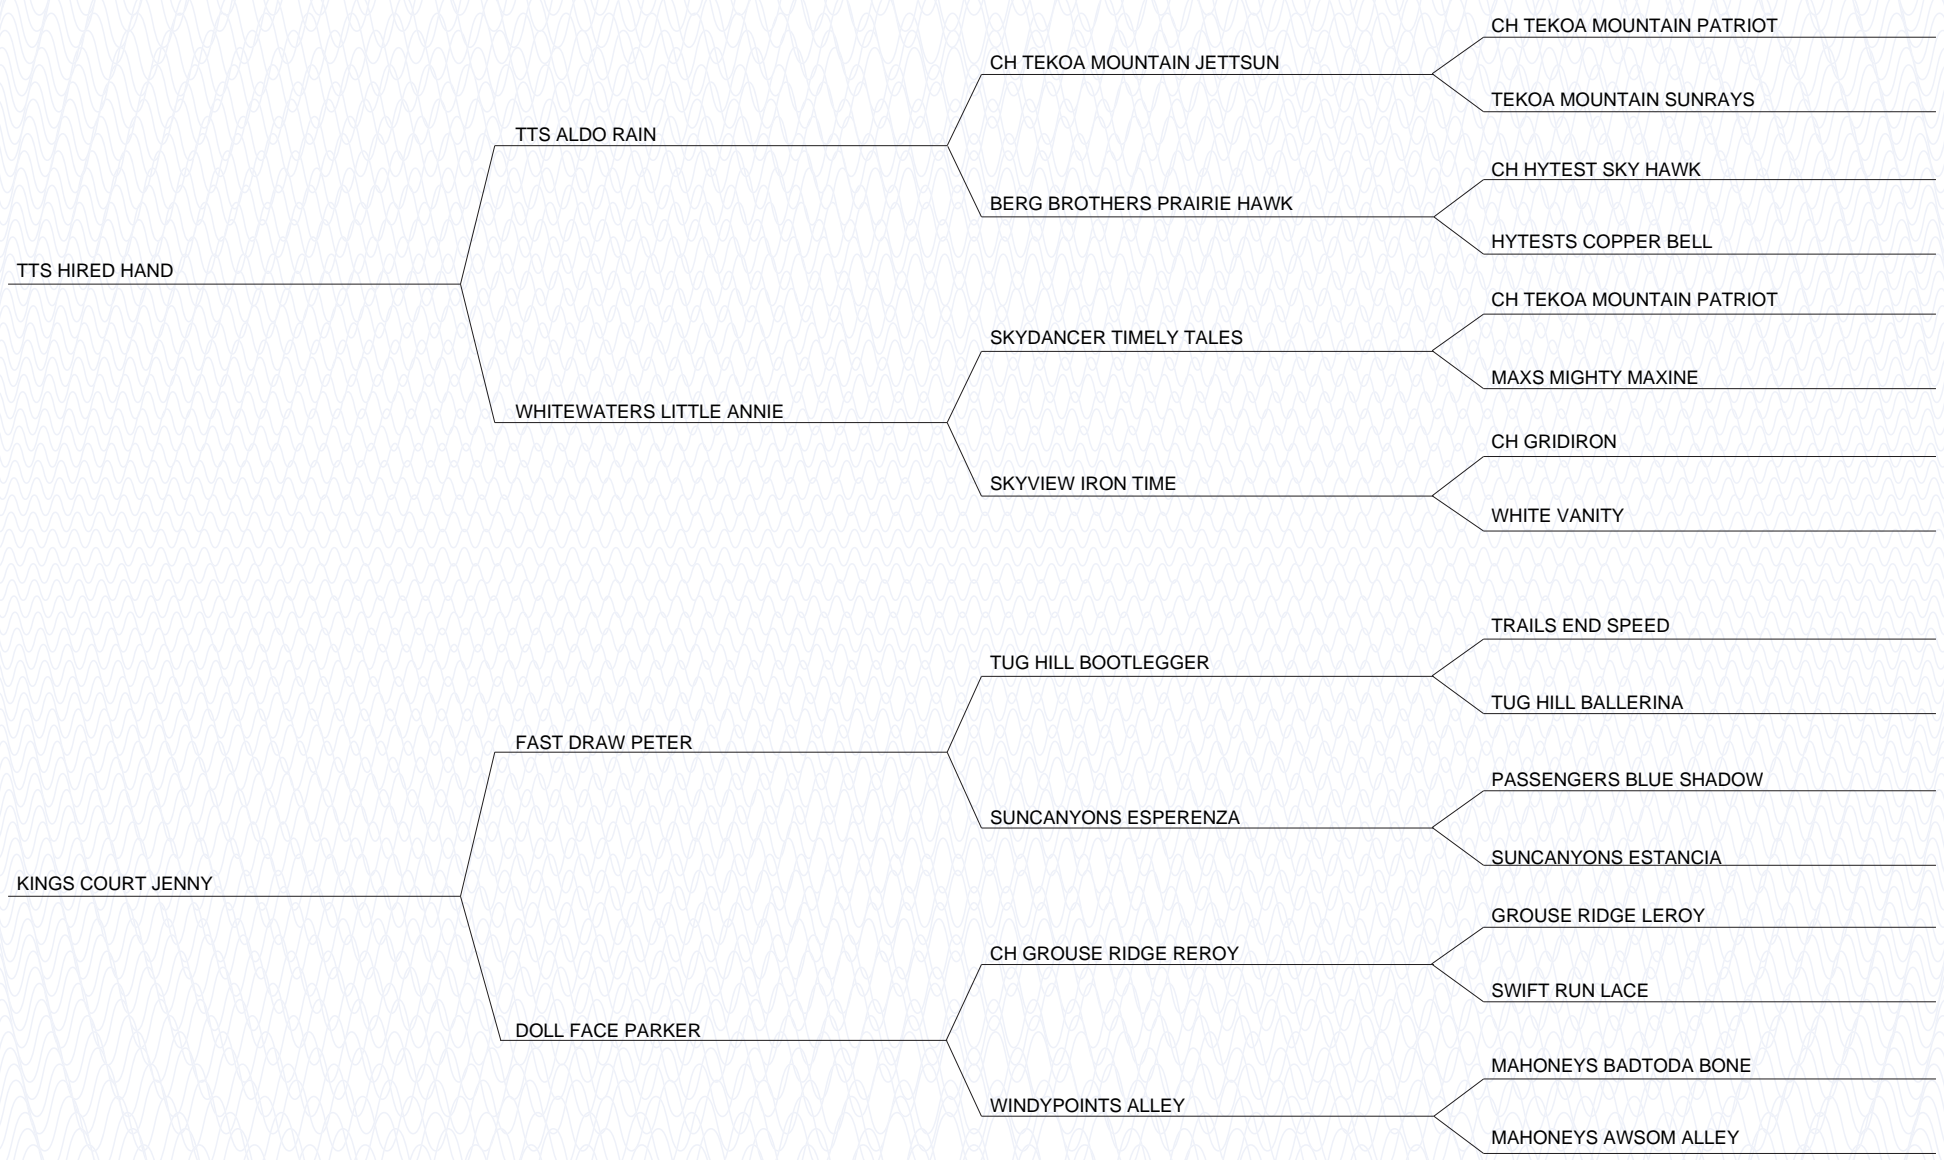 CH TEKOA MOUNTAIN PATRIOT
CH TEKOA MOUNTAIN JETTSUN
TEKOA MOUNTAIN SUNRAYS
TTS ALDO RAIN
CH HYTEST SKY HAWK
BERG BROTHERS PRAIRIE HAWK
HYTESTS COPPER BELL
TTS HIRED HAND
CH TEKOA MOUNTAIN PATRIOT
SKYDANCER TIMELY TALES
MAXS MIGHTY MAXINE
WHITEWATERS LITTLE ANNIE
CH GRIDIRON
SKYVIEW IRON TIME
WHITE VANITY
TRAILS END SPEED
TUG HILL BOOTLEGGER
TUG HILL BALLERINA
FAST DRAW PETER
PASSENGERS BLUE SHADOW
SUNCANYONS ESPERENZA
SUNCANYONS ESTANCIA
KINGS COURT JENNY
GROUSE RIDGE LEROY
CH GROUSE RIDGE REROY
SWIFT RUN LACE
DOLL FACE PARKER
MAHONEYS BADTODA BONE
WINDYPOINTS ALLEY
MAHONEYS AWSOM ALLEY